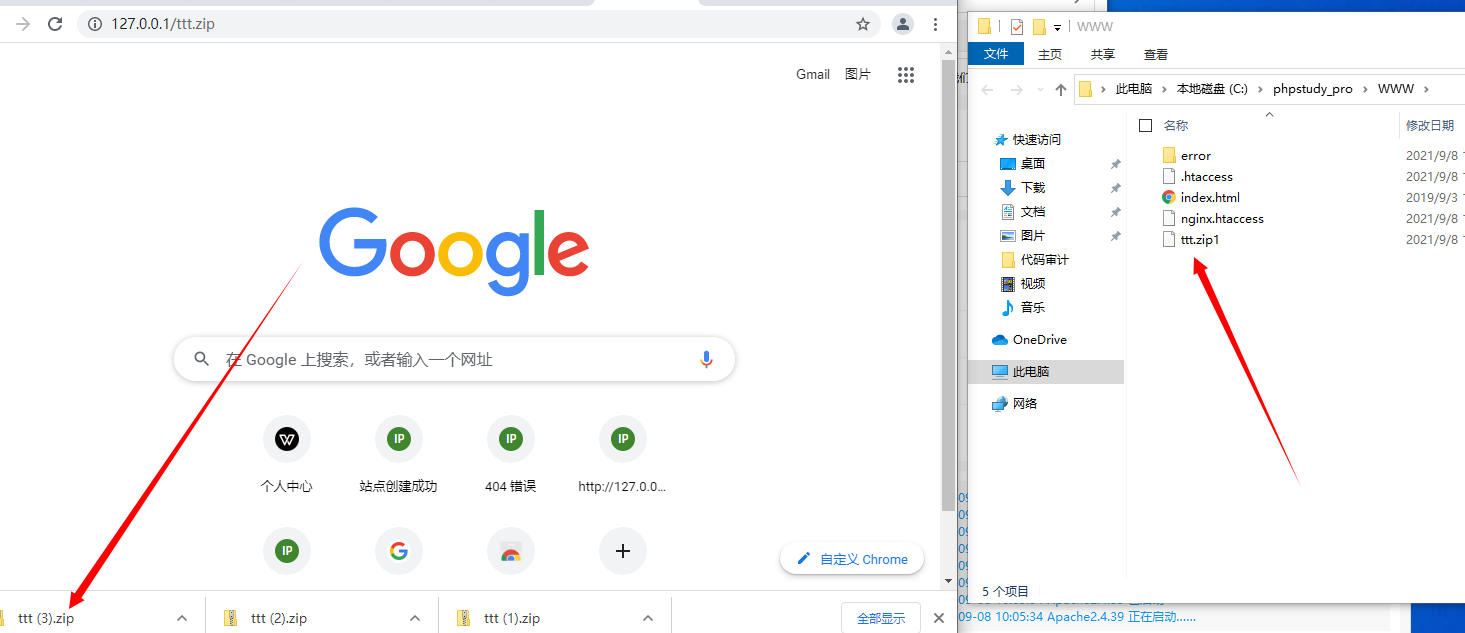 127.0.0.1/ttt.zip
Gmail 图片
Google
在 Google 上搜索，或者输入一个网址
W IP IP IP
个人中心 站点创建成功 404 错误 http://127.0.0...
IP G
自定义 Chrome
ttt (3).zip ttt (2).zip ttt (1).zip 全部显示
WWW
文件 主页 共享 查看
此电脑 本地磁盘 (C:) phpstudy_pro WWW
快速访问
桌面
下载
文档
图片
代码审计
视频
音乐
OneDrive
此电脑
网络
名称 修改日期
error 2021/9/8
.htaccess 2021/9/8
index.html 2019/9/3
nginx.htaccess 2021/9/8
ttt.zip1 2021/9/8
5 个项目
09-08 10:05:34 Apache2.4.39 正在启动......